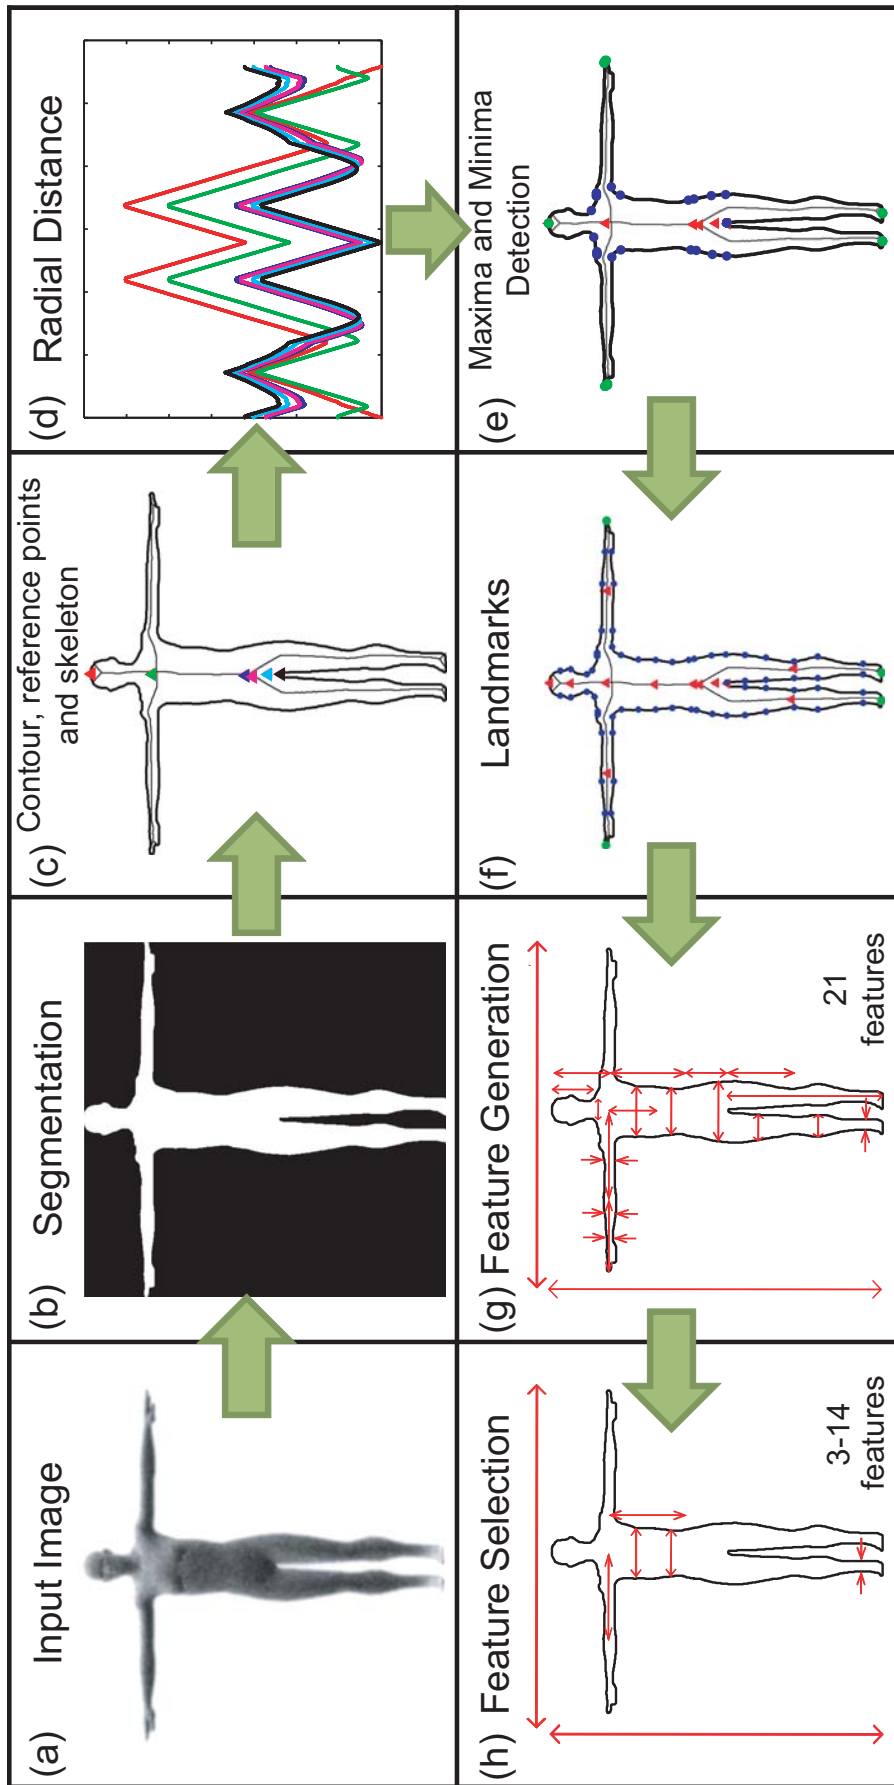 (a)
Input Image
(b)
Segmentation
(c)
Contour, reference points
and skeleton
(d)
Radial Distance
(e)
Maxima and Minima
Detection
(f)
Landmarks
(g)
Feature Generation
21
features
(h)
Feature Selection
3-14
features